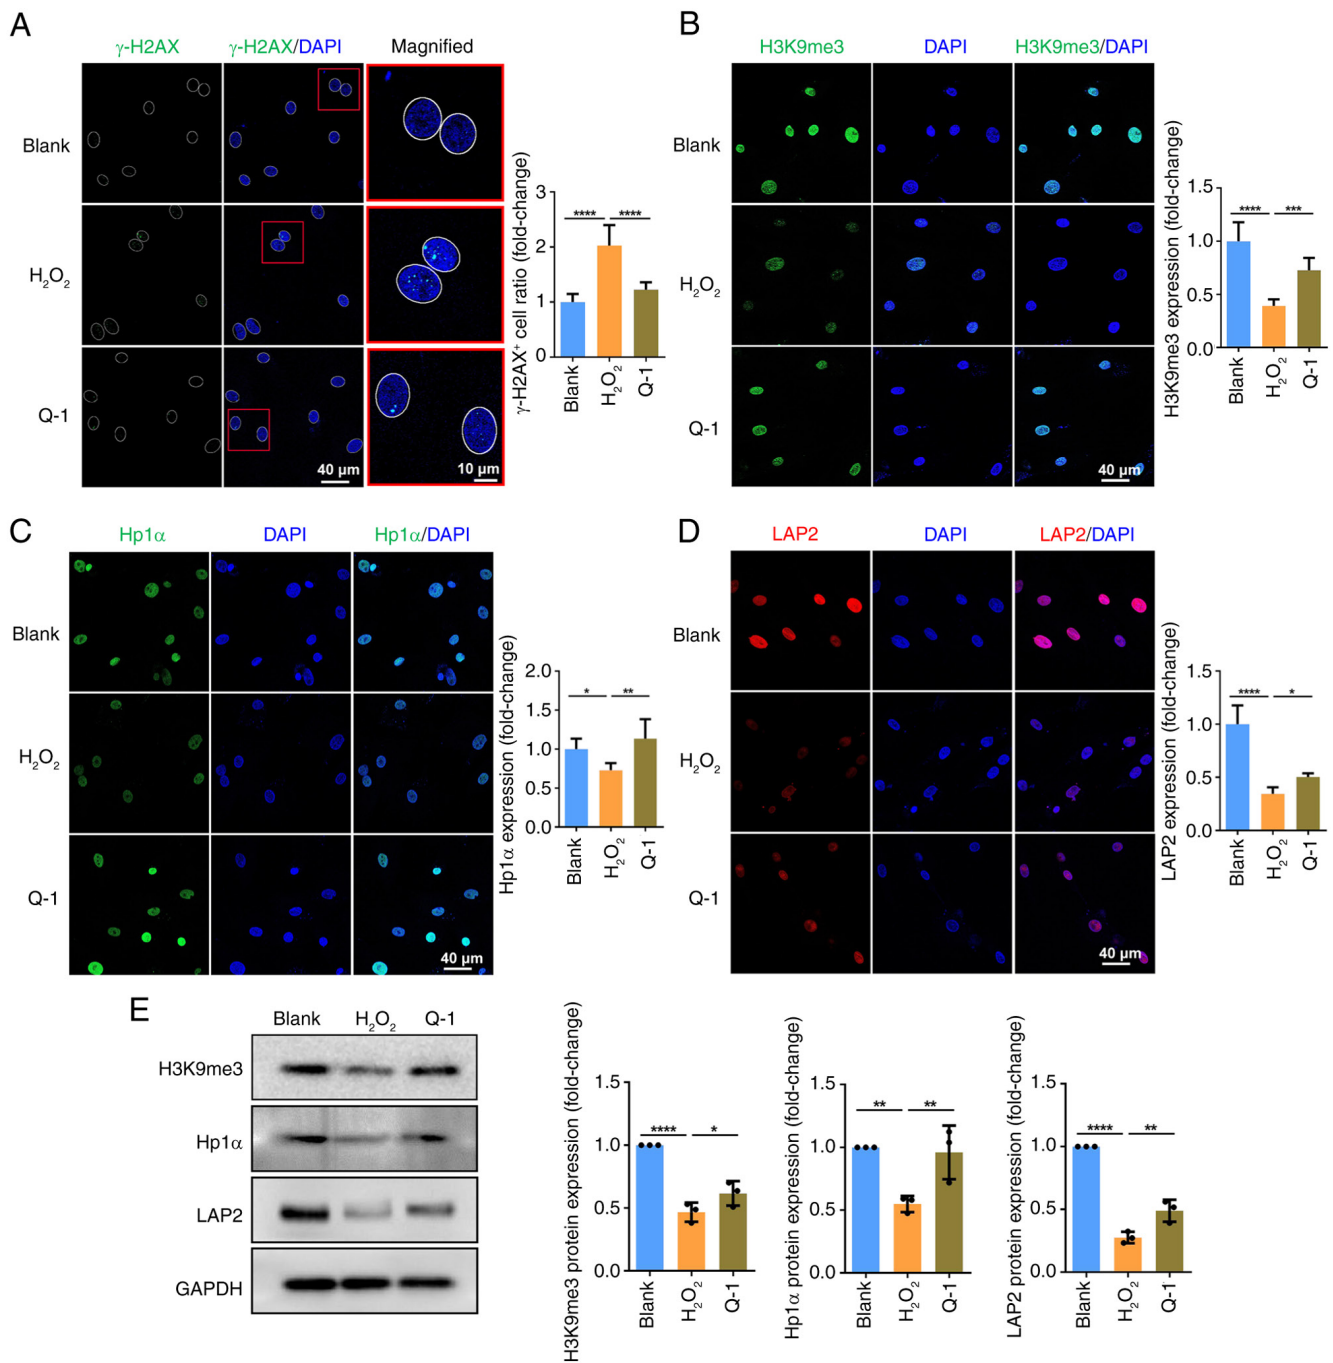 A
γ-H2AX γ-H2AX/DAPI Magnified
Blank
H₂O₂
Q-1
40 µm
10 µm
γ-H2AX⁺ cell ratio (fold-change)
3
2
1
0
**** ****
Blank
H₂O₂
Q-1
B
H3K9me3 DAPI H3K9me3/DAPI
Blank
H₂O₂
Q-1
40 µm
H3K9me3 expression (fold-change)
1.5
1.0
0.5
0.0
**** ***
Blank
H₂O₂
Q-1
C
Hp1α DAPI Hp1α/DAPI
Blank
H₂O₂
Q-1
40 µm
Hp1α expression (fold-change)
2.0
1.5
1.0
0.5
0.0
* **
Blank
H₂O₂
Q-1
D
LAP2 DAPI LAP2/DAPI
Blank
H₂O₂
Q-1
40 µm
LAP2 expression (fold-change)
1.5
1.0
0.5
0.0
**** *
Blank
H₂O₂
Q-1
E
Blank H₂O₂ Q-1
H3K9me3
Hp1α
LAP2
GAPDH
H3K9me3 protein expression (fold-change)
1.5
1.0
0.5
0.0
**** *
Blank
H₂O₂
Q-1
Hp1α protein expression (fold-change)
1.5
1.0
0.5
0.0
** **
Blank
H₂O₂
Q-1
LAP2 protein expression (fold-change)
1.5
1.0
0.5
0.0
**** **
Blank
H₂O₂
Q-1